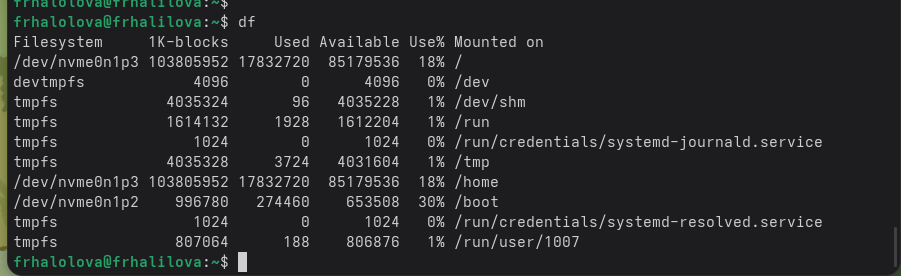 frhalolova@frhalilova:~$
frhalolova@frhalilova:~$ df
Filesystem     1K-blocks     Used Available Use% Mounted on
/dev/nvme0n1p3 103805952 17832720  85179536  18% /
devtmpfs            4096        0      4096   0% /dev
tmpfs            4035324       96   4035228   1% /dev/shm
tmpfs            1614132     1928   1612204   1% /run
tmpfs               1024        0      1024   0% /run/credentials/systemd-journald.service
tmpfs            4035328     3724   4031604   1% /tmp
/dev/nvme0n1p3 103805952 17832720  85179536  18% /home
/dev/nvme0n1p2    996780   274460    653508  30% /boot
tmpfs               1024        0      1024   0% /run/credentials/systemd-resolved.service
tmpfs             807064      188    806876   1% /run/user/1007
frhalolova@frhalilova:~$